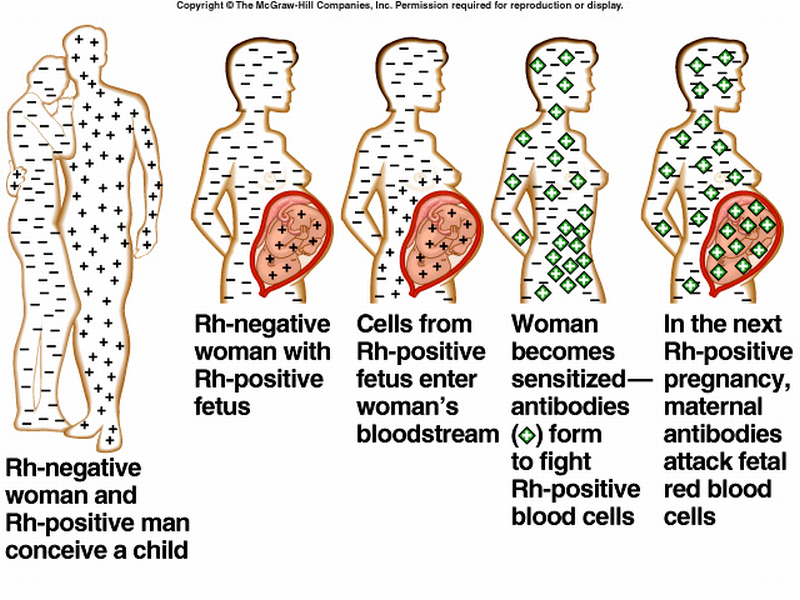 Copyright © The McGraw-Hill Companies, Inc. Permission required for reproduction or display.
Rh-negative
woman and
Rh-positive man
conceive a child
Rh-negative
woman with
Rh-positive
fetus
Cells from
Rh-positive
fetus enter
woman's
bloodstream
Woman
becomes
sensitized—
antibodies
(+) form
to fight
Rh-positive
blood cells
In the next
Rh-positive
pregnancy,
maternal
antibodies
attack fetal
red blood
cells